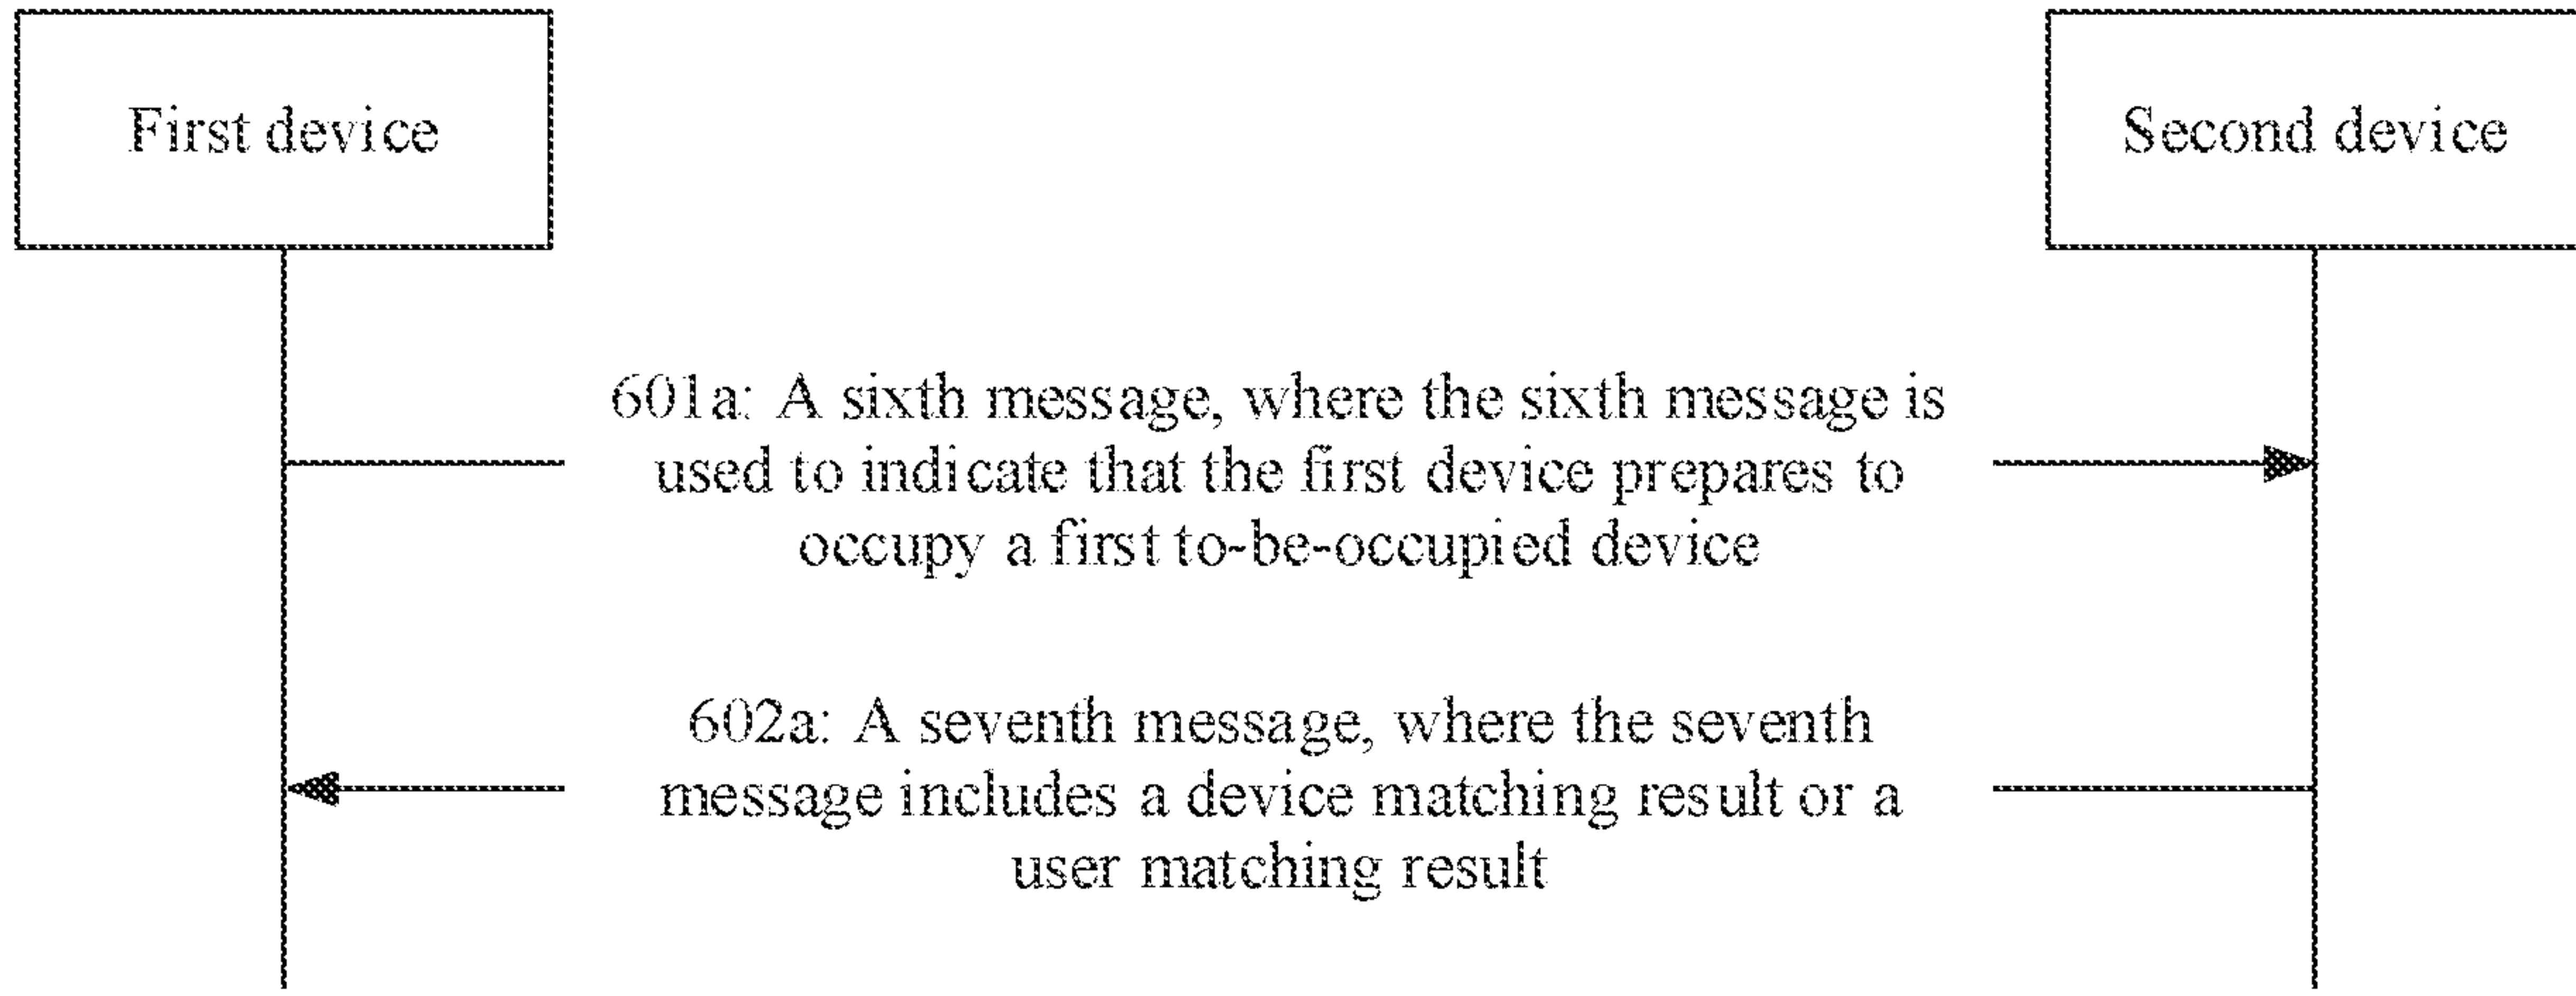 First device
Second device
601a: A sixth message, where the sixth message is
used to indicate that the first device prepares to
occupy a first to-be-occupied device
602a: A seventh message, where the seventh
message includes a device matching result or a
user matching result